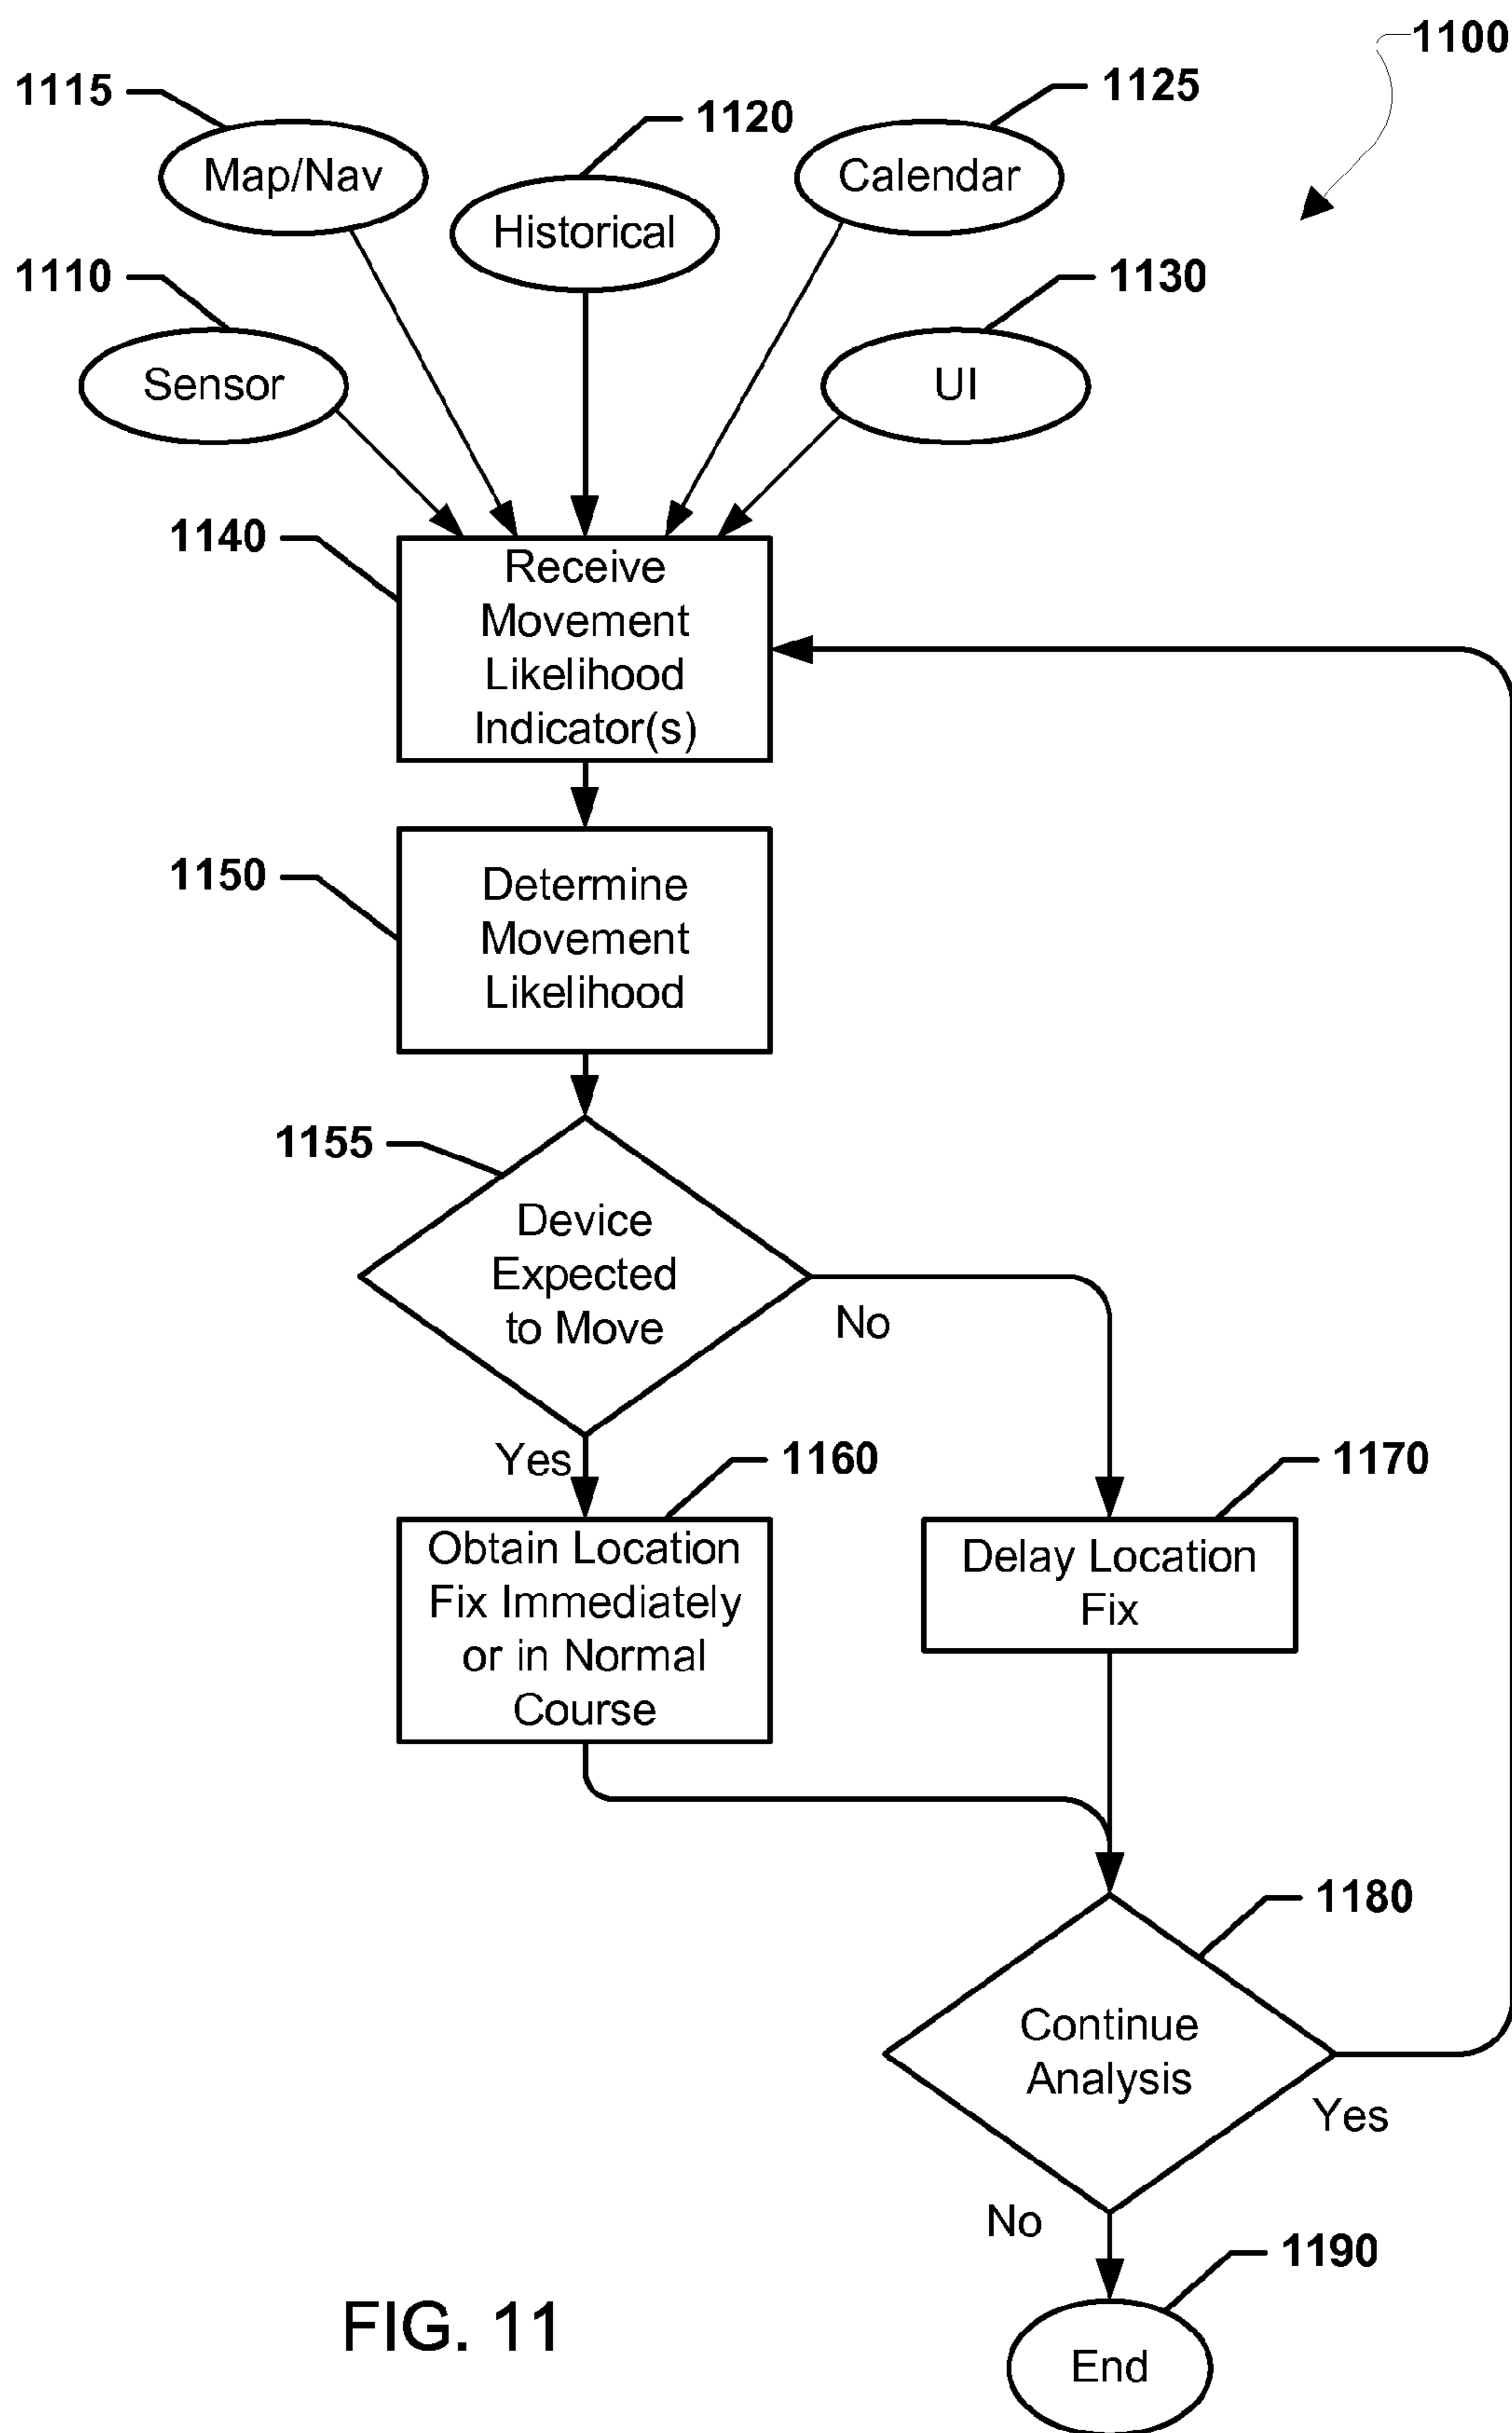 1100
1115
Map/Nav
1120
Historical
1125
Calendar
1110
Sensor
1130
UI
1140
Receive
Movement
Likelihood
Indicator(s)
1150
Determine
Movement
Likelihood
1155
Device
Expected
to Move
No
Yes
1160
Obtain Location
Fix Immediately
or in Normal
Course
1170
Delay Location
Fix
1180
Continue
Analysis
Yes
No
1190
End
FIG. 11